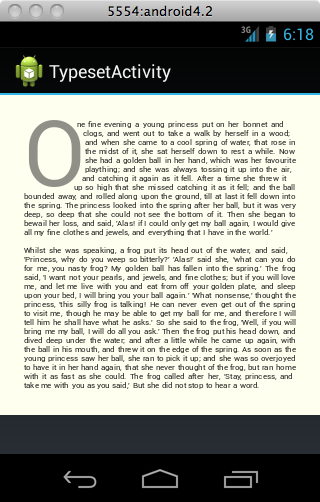 5554:android4.2
3G 6:18
TypesetActivity
One fine evening a young princess put on her bonnet and
clogs, and went out to take a walk by herself in a wood;
and when she came to a cool spring of water, that rose in
the midst of it, she sat herself down to rest a while. Now
she had a golden ball in her hand, which was her favourite
plaything; and she was always tossing it up into the air,
and catching it again as it fell. After a time she threw it
up so high that she missed catching it as it fell; and the ball
bounded away, and rolled along upon the ground, till at last it fell down into
the spring. The princess looked into the spring after her ball, but it was very
deep, so deep that she could not see the bottom of it. Then she began to
bewail her loss, and said, 'Alas! if I could only get my ball again, I would give
all my fine clothes and jewels, and everything that I have in the world.'
Whilst she was speaking, a frog put its head out of the water, and said,
'Princess, why do you weep so bitterly?' 'Alas!' said she, 'what can you do
for me, you nasty frog? My golden ball has fallen into the spring.' The frog
said, 'I want not your pearls, and jewels, and fine clothes; but if you will love
me, and let me live with you and eat from off your golden plate, and sleep
upon your bed, I will bring you your ball again.' 'What nonsense,' thought the
princess, 'this silly frog is talking! He can never even get out of the spring
to visit me, though he may be able to get my ball for me, and therefore I will
tell him he shall have what he asks.' So she said to the frog, 'Well, if you will
bring me my ball, I will do all you ask.' Then the frog put his head down, and
dived deep under the water; and after a little while he came up again, with
the ball in his mouth, and threw it on the edge of the spring. As soon as the
young princess saw her ball, she ran to pick it up; and she was so overjoyed
to have it in her hand again, that she never thought of the frog, but ran home
with it as fast as she could. The frog called after her, 'Stay, princess, and
take me with you as you said,' But she did not stop to hear a word.